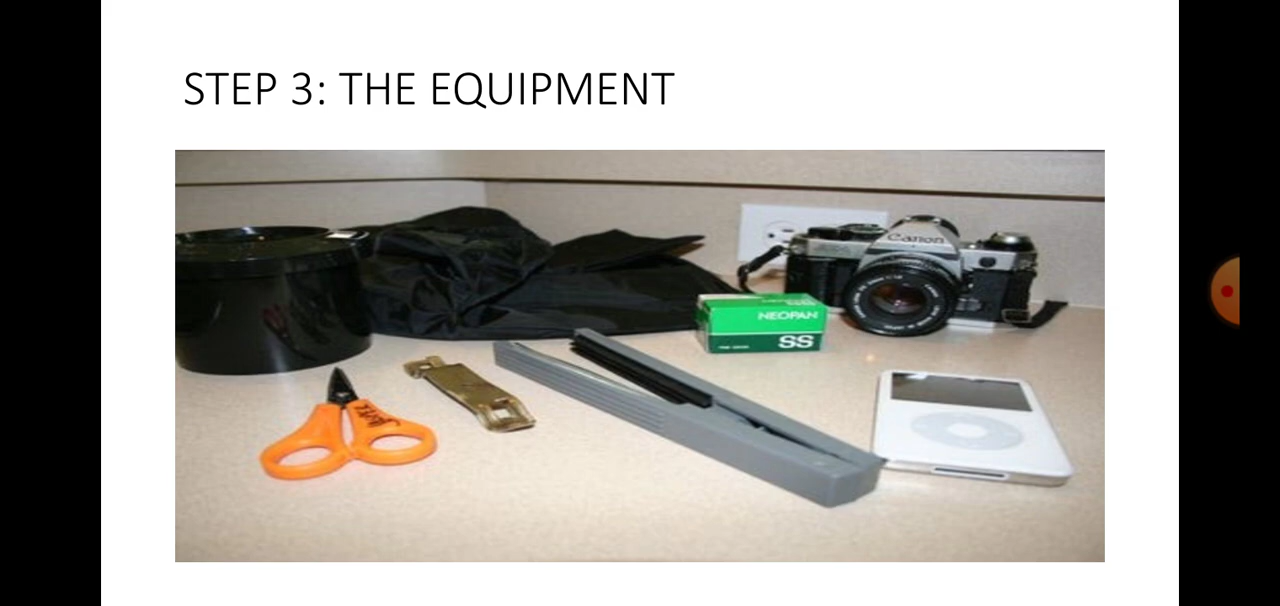 STEP 3: THE EQUIPMENT
Canon
NEOPAN
SS